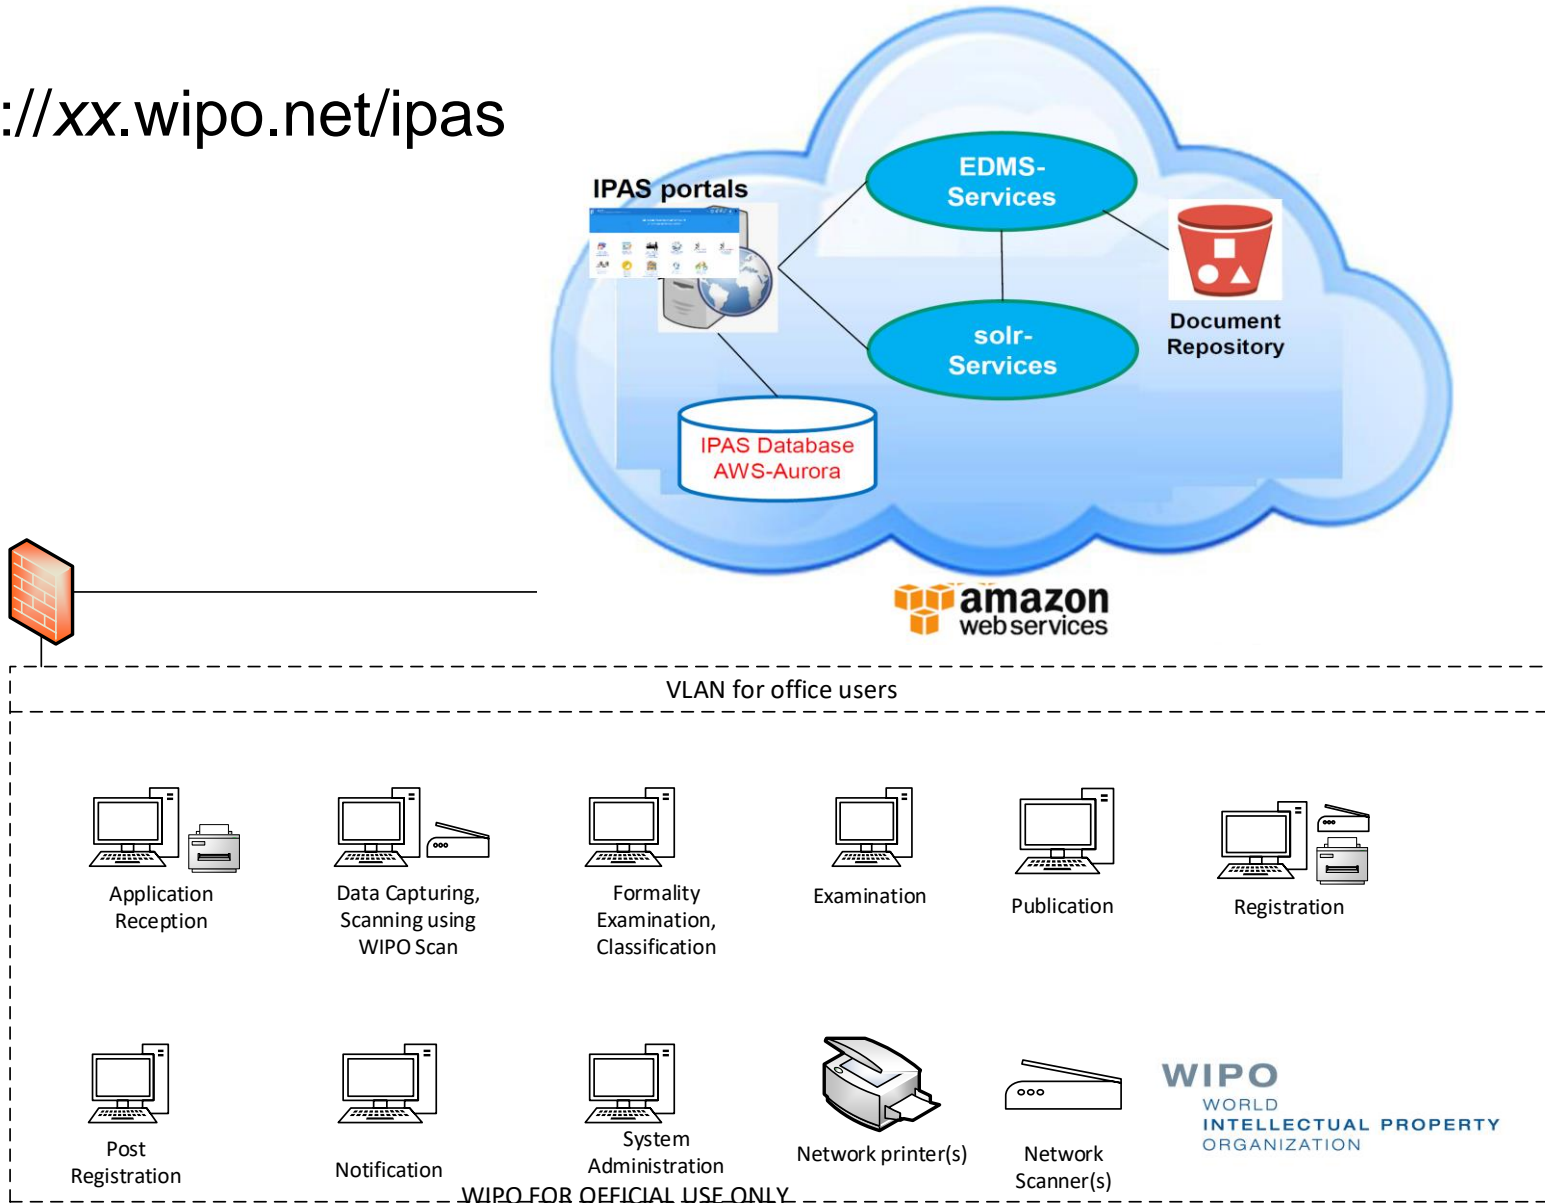 ://xx.wipo.net/ipas
IPAS portals
EDMS-
Services
solr-
Services
Document
Repository
IPAS Database
AWS-Aurora
amazon
web services
VLAN for office users
Application
Reception
Data Capturing,
Scanning using
WIPO Scan
Formality
Examination,
Classification
Examination
Publication
Registration
Post
Registration
Notification
System
Administration
Network printer(s)
Network
Scanner(s)
WIPO
WORLD
INTELLECTUAL PROPERTY
ORGANIZATION
WIPO FOR OFFICIAL USE ONLY